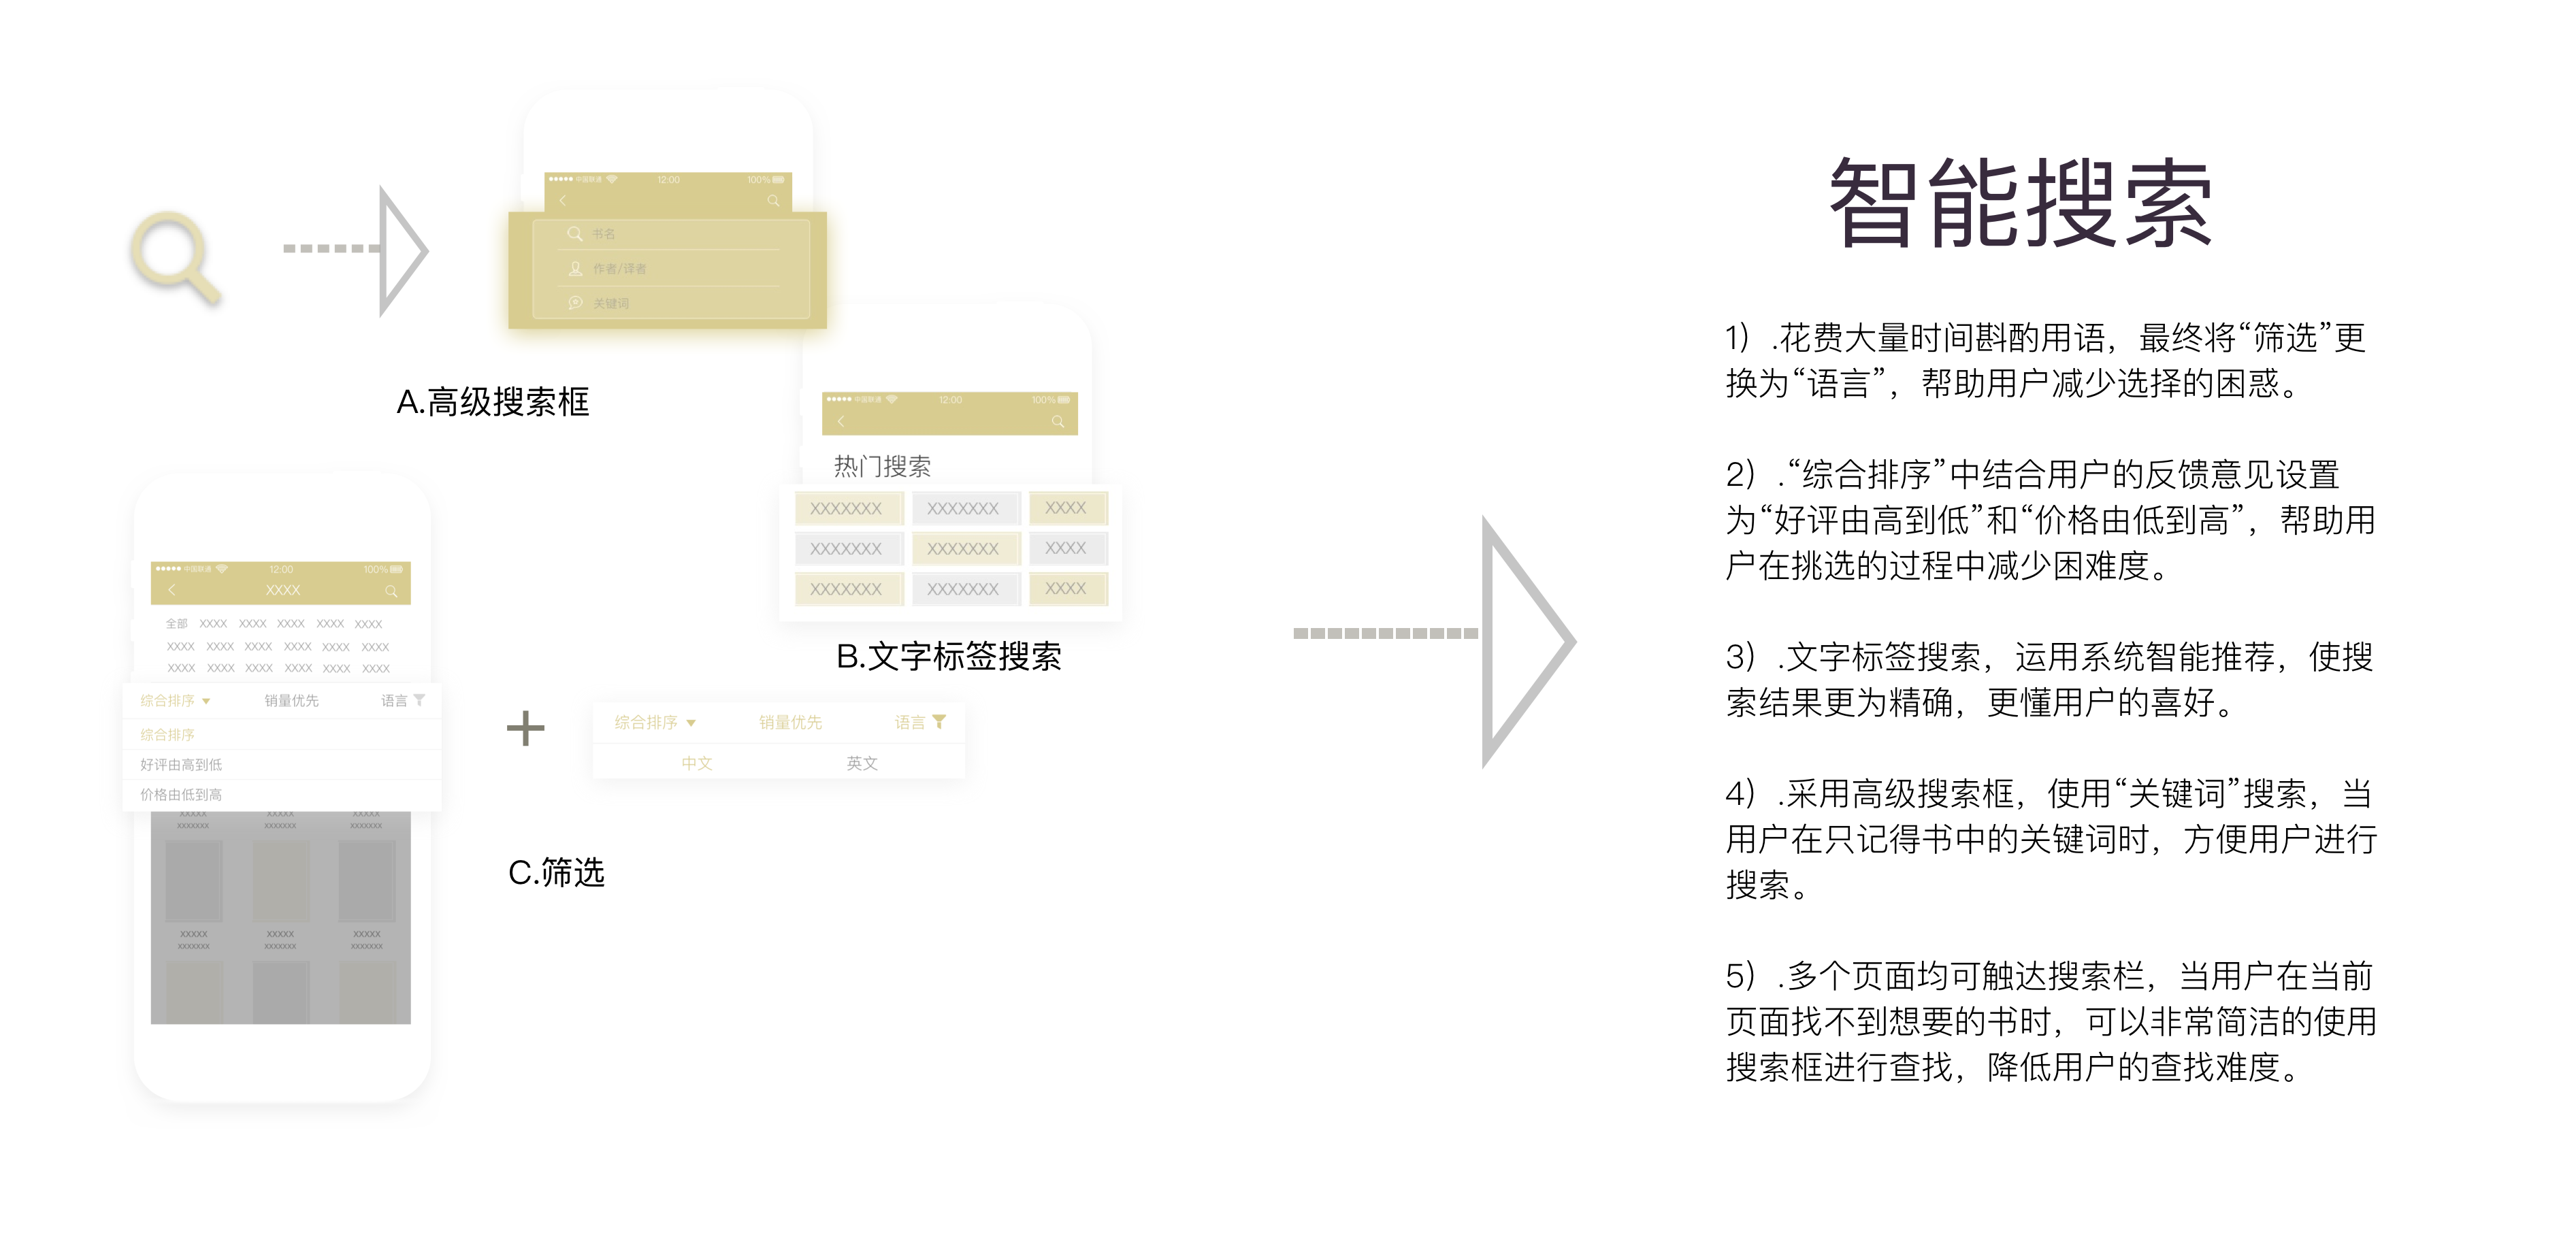 中国联通 12:00 100%
书名
作者/译者
关键词
A.高级搜索框
中国联通 12:00 100%
热门搜索
XXXXXXX XXXXXXX XXXX
XXXXXXX XXXXXXX XXXX
XXXXXXX XXXXXXX XXXX
B.文字标签搜索
中国联通 12:00 100%
XXXX
全部 XXXX XXXX XXXX XXXX XXXX
XXXX XXXX XXXX XXXX XXXX XXXX
XXXX XXXX XXXX XXXX XXXX XXXX
综合排序 销量优先 语言
综合排序
好评由高到低
价格由低到高
XXXXX XXXXX XXXXX
XXXXXXX XXXXXXX XXXXXXX
XXXXX XXXXX XXXXX
XXXXXXX XXXXXXX XXXXXXX
+
综合排序 销量优先 语言
中文 英文
C.筛选
智能搜索
1）.花费大量时间斟酌用语，最终将“筛选”更
换为“语言”，帮助用户减少选择的困惑。
2）.“综合排序”中结合用户的反馈意见设置
为“好评由高到低”和“价格由低到高”，帮助用
户在挑选的过程中减少困难度。
3）.文字标签搜索，运用系统智能推荐，使搜
索结果更为精确，更懂用户的喜好。
4）.采用高级搜索框，使用“关键词”搜索，当
用户在只记得书中的关键词时，方便用户进行
搜索。
5）.多个页面均可触达搜索栏，当用户在当前
页面找不到想要的书时，可以非常简洁的使用
搜索框进行查找，降低用户的查找难度。